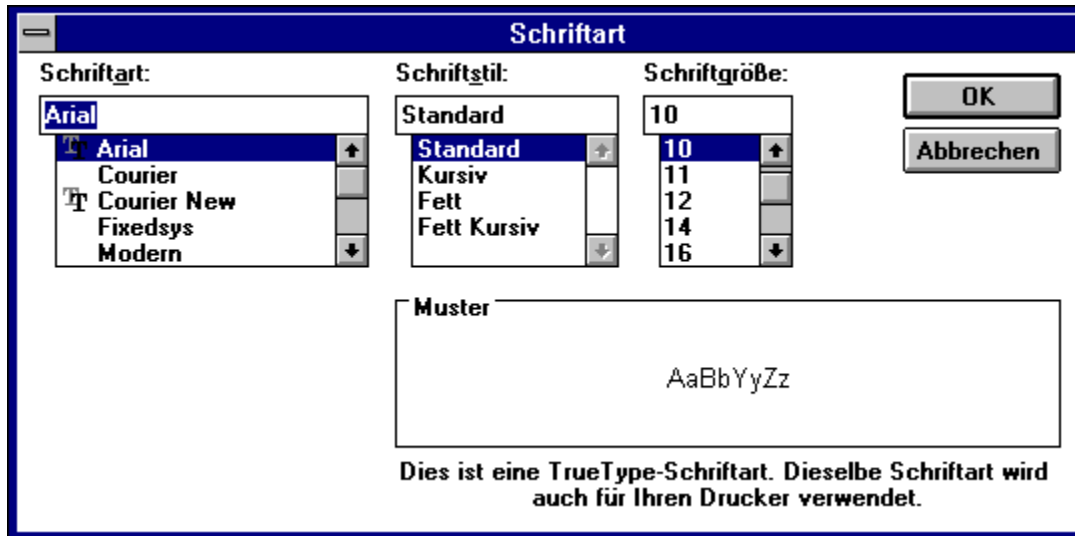 Schriftart
Schriftart:
Schriftstil:
Schriftgröße:
Arial
Standard
10
OK
Abbrechen
Arial
Courier
Courier New
Fixedsys
Modern
Standard
Kursiv
Fett
Fett Kursiv
10
11
12
14
16
Muster
AaBbYyZz
Dies ist eine TrueType-Schriftart. Dieselbe Schriftart wird
auch für Ihren Drucker verwendet.